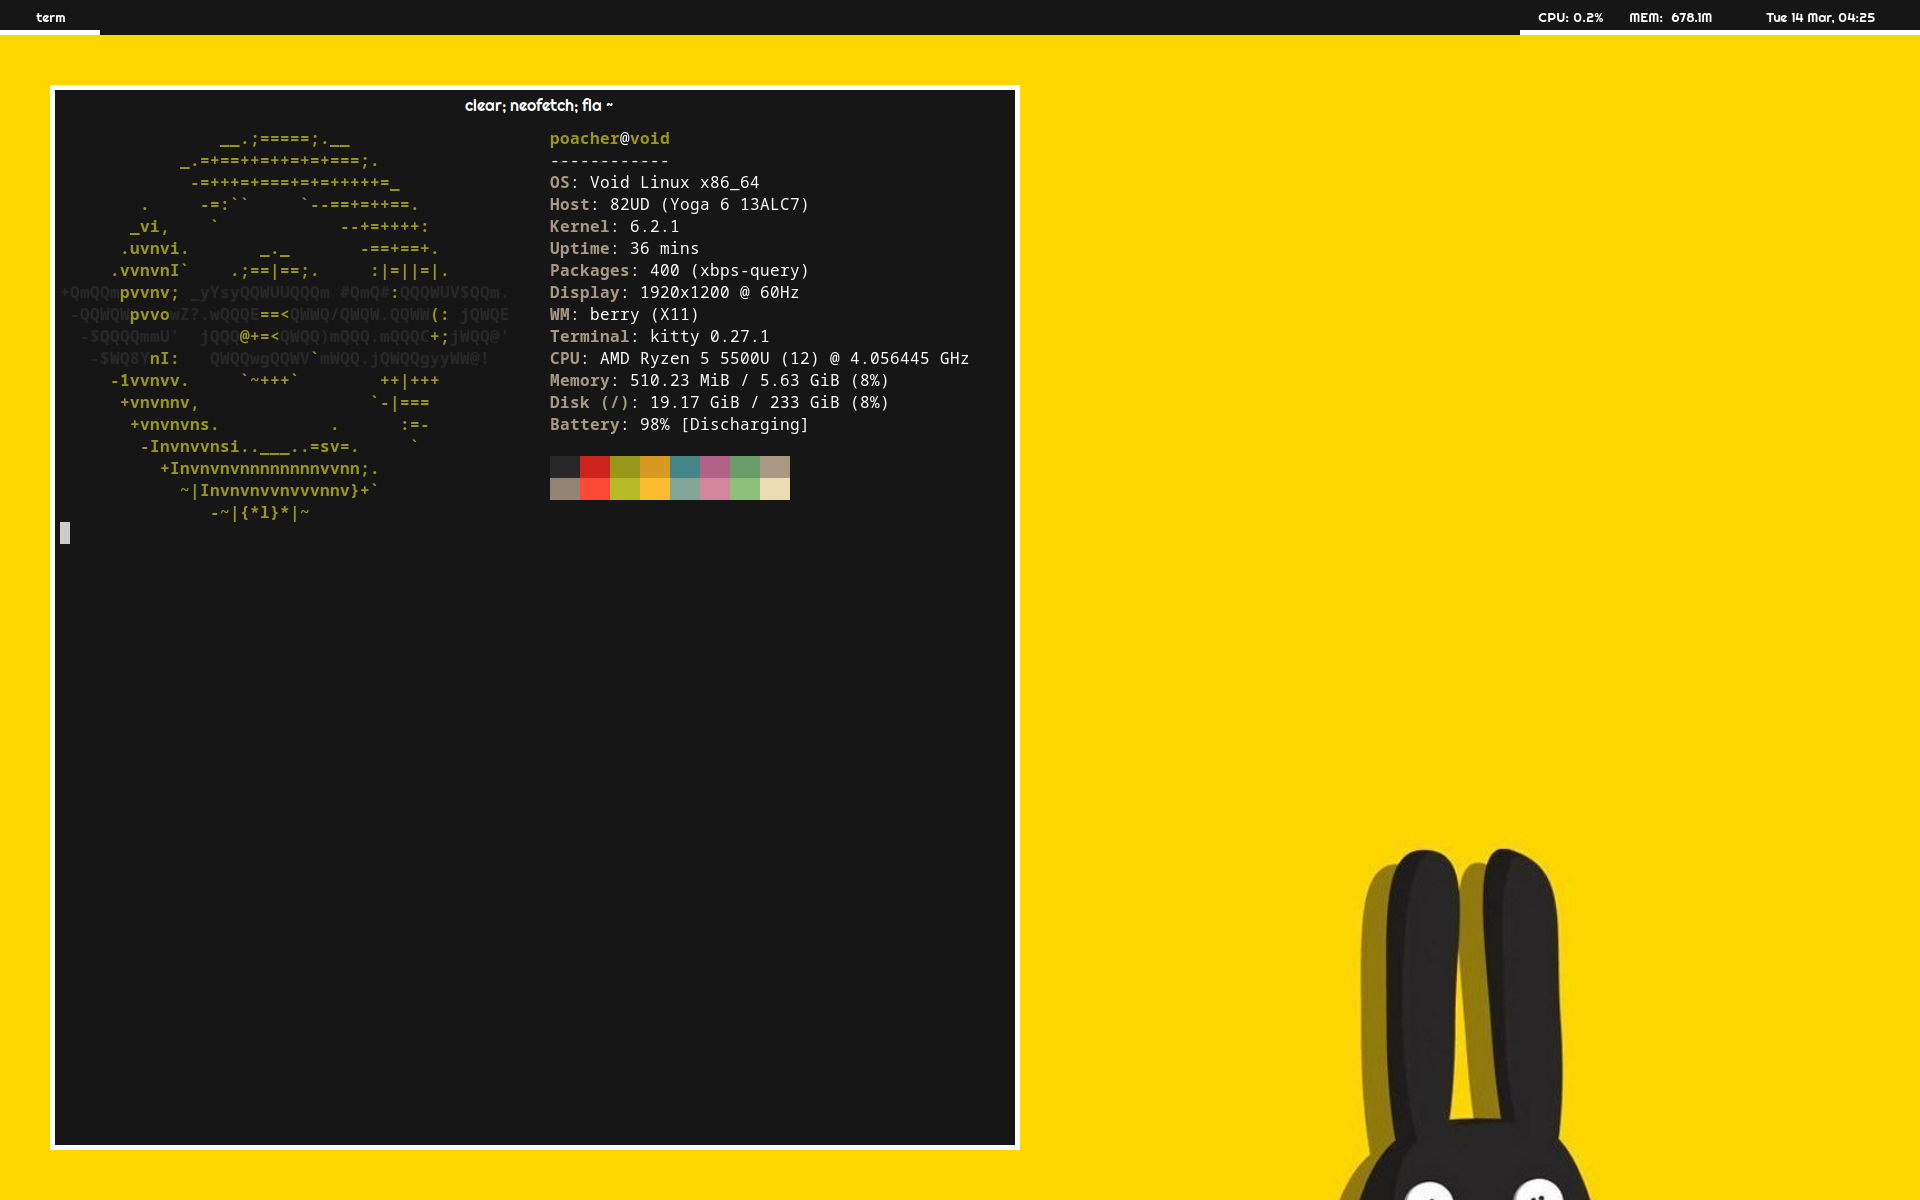 term
CPU: 0.2% MEM: 678.1M Tue 14 Mar, 04:25
clear; neofetch; fla ~
poacher@void
------------
OS: Void Linux x86_64
Host: 82UD (Yoga 6 13ALC7)
Kernel: 6.2.1
Uptime: 36 mins
Packages: 400 (xbps-query)
Display: 1920x1200 @ 60Hz
WM: berry (X11)
Terminal: kitty 0.27.1
CPU: AMD Ryzen 5 5500U (12) @ 4.056445 GHz
Memory: 510.23 MiB / 5.63 GiB (8%)
Disk (/): 19.17 GiB / 233 GiB (8%)
Battery: 98% [Discharging]